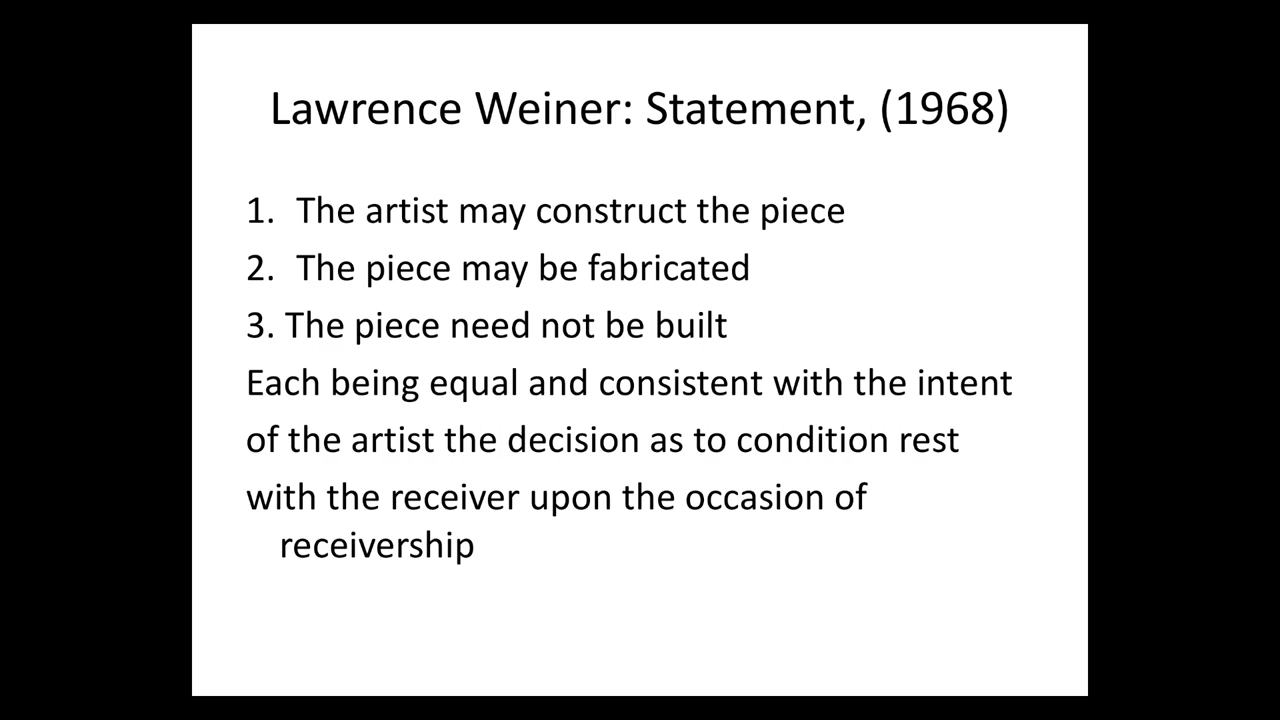 Lawrence Weiner: Statement, (1968)
1. The artist may construct the piece
2. The piece may be fabricated
3. The piece need not be built
Each being equal and consistent with the intent
of the artist the decision as to condition rest
with the receiver upon the occasion of
receivership